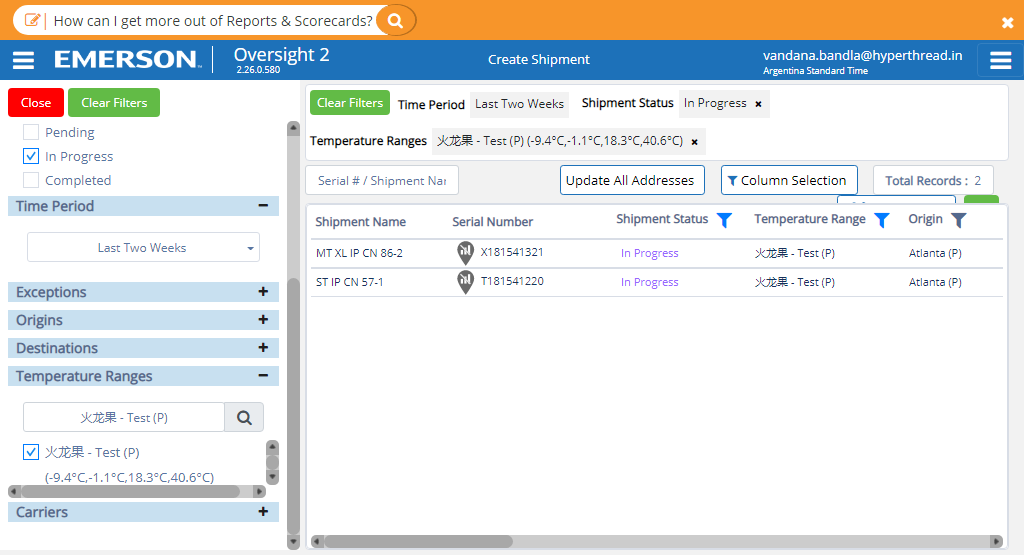 How can I get more out of Reports & Scorecards?
EMERSON
Oversight 2
2.26.0.580
Create Shipment
vandana.bandla@hyperthread.in
Argentina Standard Time
Close
Clear Filters
Pending
In Progress
Completed
Time Period
Last Two Weeks
Exceptions
Origins
Destinations
Temperature Ranges
火龙果 - Test (P)
火龙果 - Test (P)
(-9.4°C,-1.1°C,18.3°C,40.6°C)
Carriers
Clear Filters Time Period Last Two Weeks Shipment Status In Progress ×
Temperature Ranges 火龙果 - Test (P) (-9.4°C,-1.1°C,18.3°C,40.6°C) ×
Serial # / Shipment Nar
Update All Addresses
Column Selection
Total Records : 2
Shipment Name Serial Number Shipment Status Temperature Range Origin
MT XL IP CN 86-2 X181541321 In Progress 火龙果 - Test (P) Atlanta (P)
ST IP CN 57-1 T181541220 In Progress 火龙果 - Test (P) Atlanta (P)